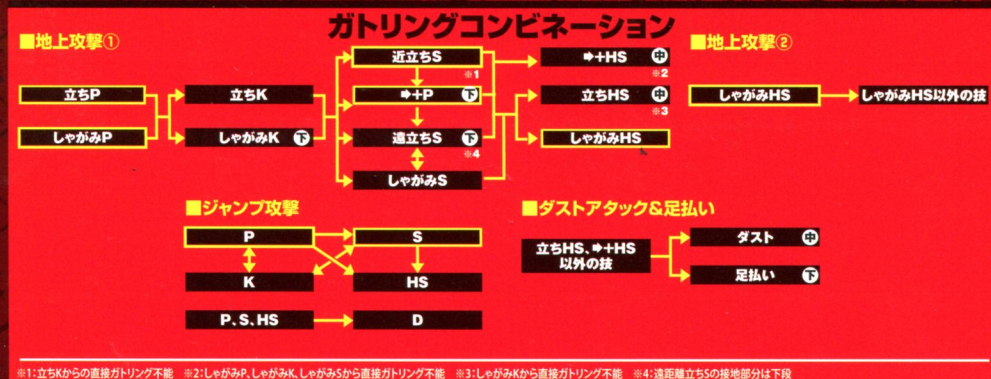 ガトリングコンビネーション
■地上攻撃①
立ちP
しゃがみP
立ちK
しゃがみK 下
近立ちS
※1
➡+P 下
遠立ちS 下
※4
しゃがみS
➡+HS 中
※2
立ちHS 中
※3
しゃがみHS
■地上攻撃②
しゃがみHS
しゃがみHS以外の技
■ジャンプ攻撃
P
S
K
HS
P、S、HS
D
■ダストアタック&足払い
立ちHS、➡+HS
以外の技
ダスト 中
足払い 下
※1:立ちKからの直接ガトリング不能 ※2:しゃがみP、しゃがみK、しゃがみSから直接ガトリング不能 ※3:しゃがみKから直接ガトリング不能 ※4:遠距離立ちSの接地部分は下段